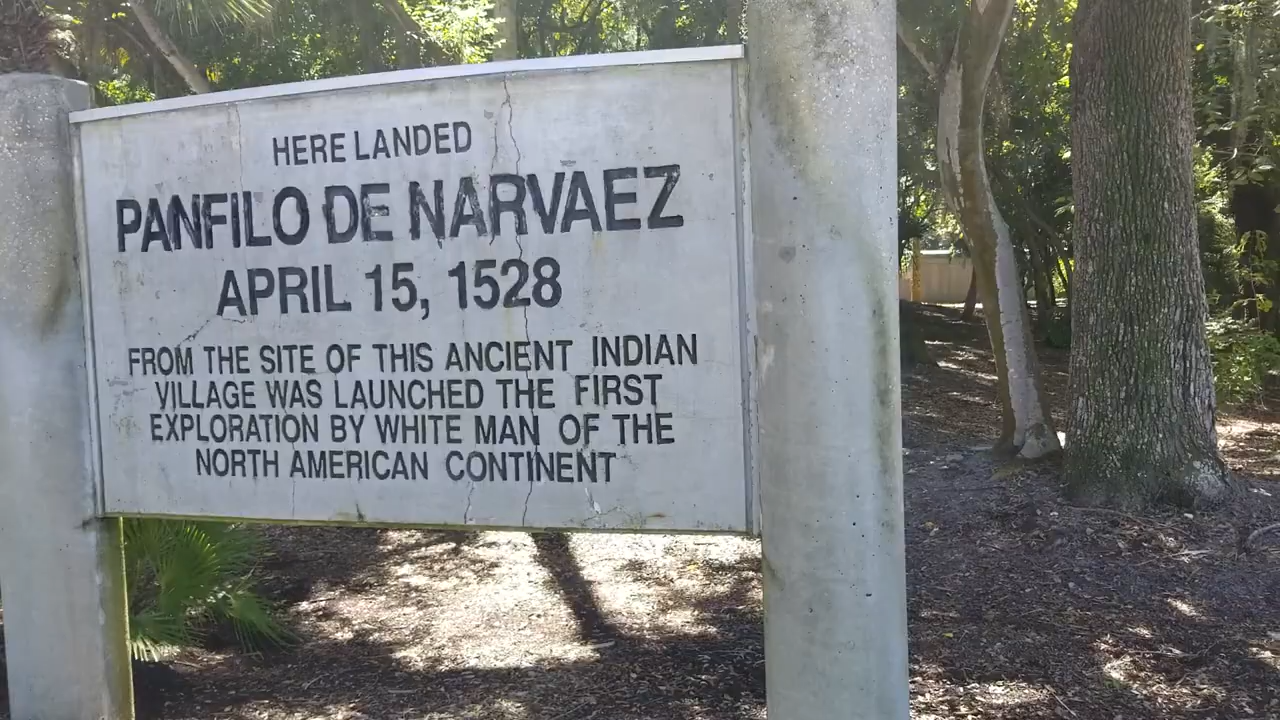 HERE LANDED
PANFILO DE NARVAEZ
APRIL 15, 1528
FROM THE SITE OF THIS ANCIENT INDIAN
VILLAGE WAS LAUNCHED THE FIRST
EXPLORATION BY WHITE MAN OF THE
NORTH AMERICAN CONTINENT